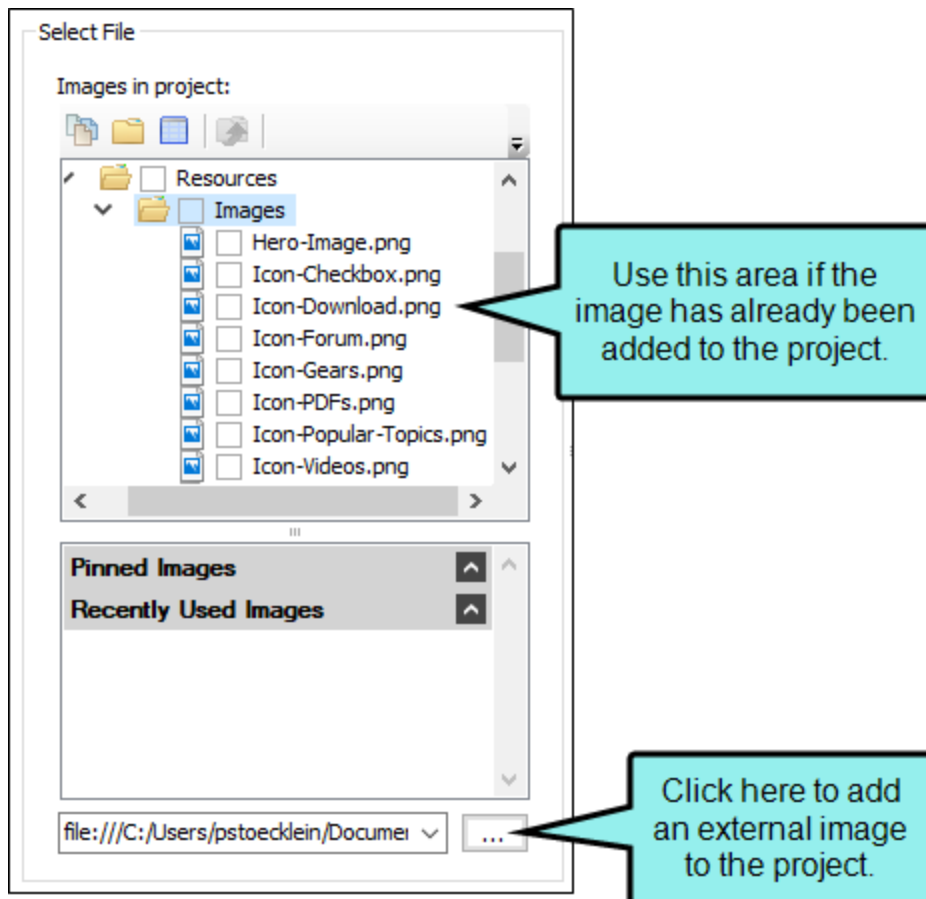 Select File
Images in project:
Resources
Images
Hero-Image.png
Icon-Checkbox.png
Icon-Download.png
Icon-Forum.png
Icon-Gears.png
Icon-PDFs.png
Icon-Popular-Topics.png
Icon-Videos.png
Use this area if the
image has already been
added to the project.
Pinned Images
Recently Used Images
file:///C:/Users/pstoecklein/Documer
...
Click here to add
an external image
to the project.